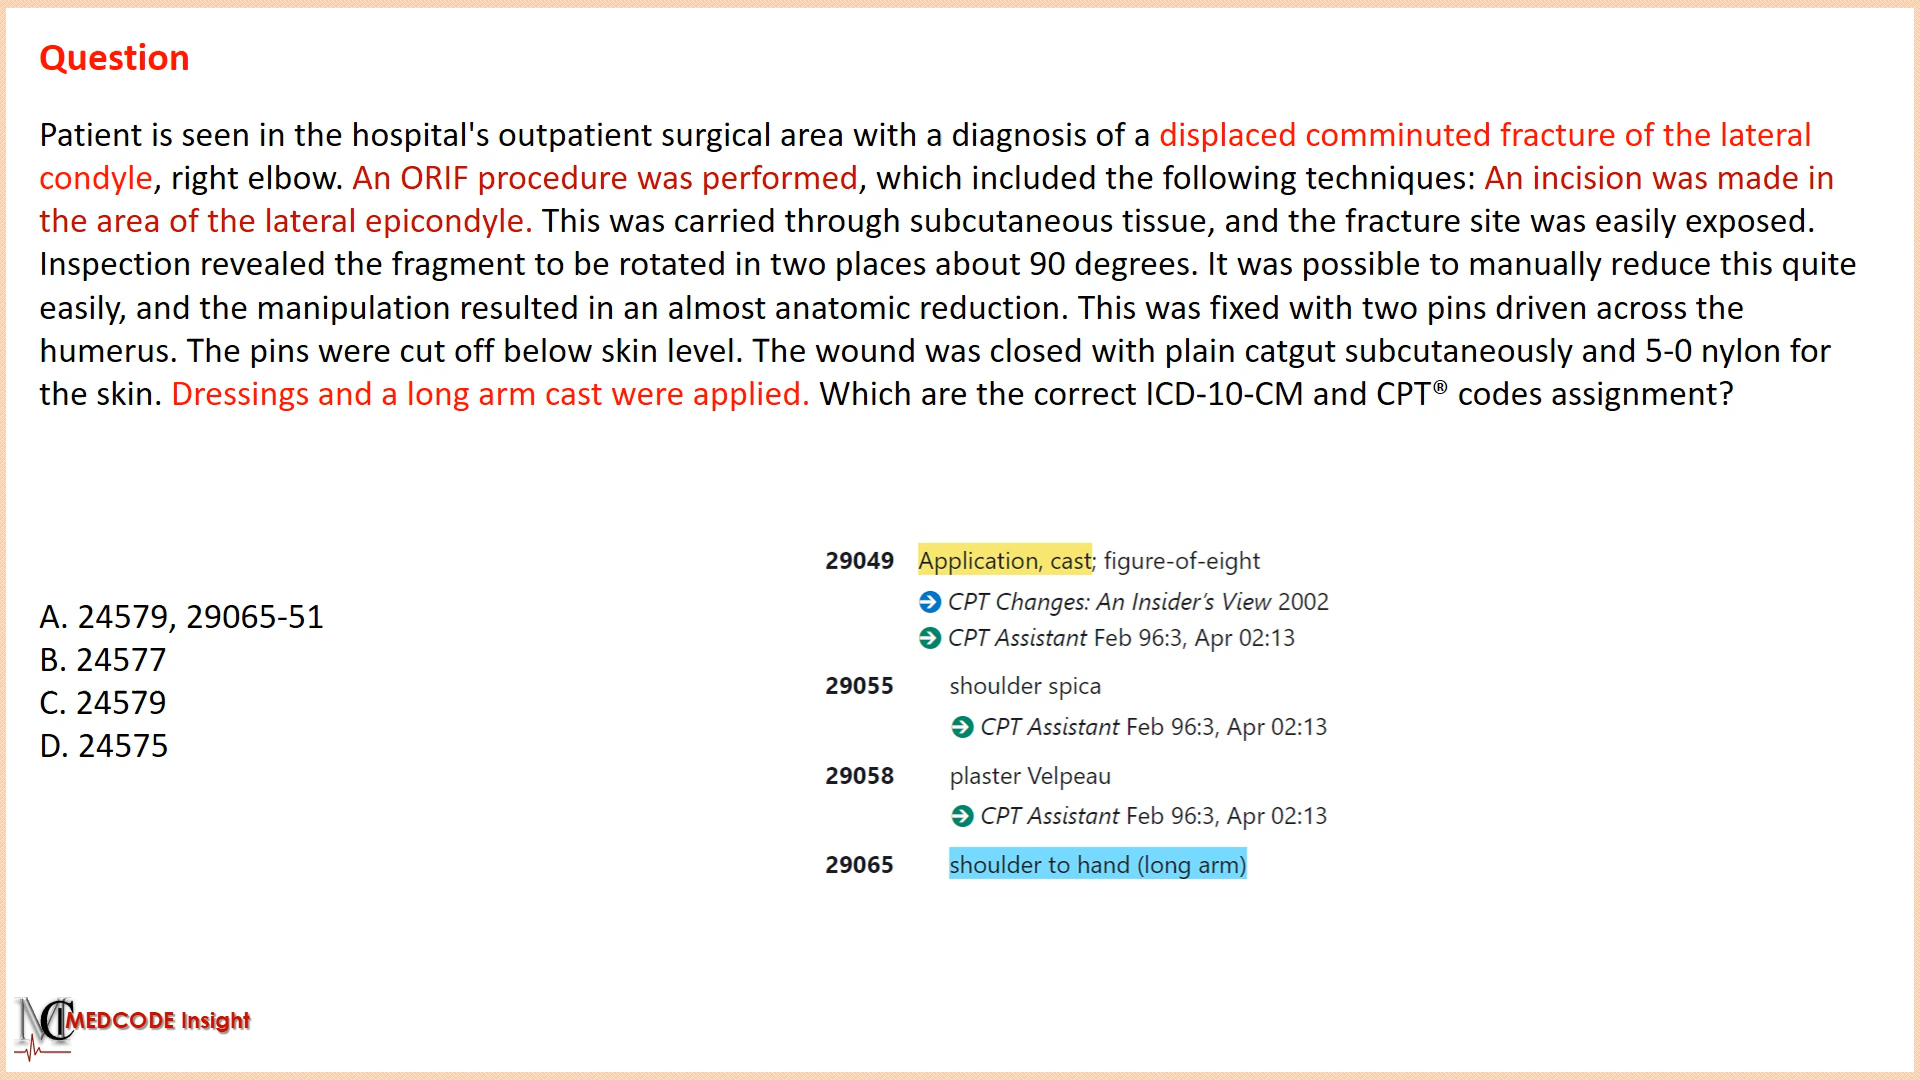 Question
Patient is seen in the hospital's outpatient surgical area with a diagnosis of a displaced comminuted fracture of the lateral
condyle, right elbow. An ORIF procedure was performed, which included the following techniques: An incision was made in
the area of the lateral epicondyle. This was carried through subcutaneous tissue, and the fracture site was easily exposed.
Inspection revealed the fragment to be rotated in two places about 90 degrees. It was possible to manually reduce this quite
easily, and the manipulation resulted in an almost anatomic reduction. This was fixed with two pins driven across the
humerus. The pins were cut off below skin level. The wound was closed with plain catgut subcutaneously and 5-0 nylon for
the skin. Dressings and a long arm cast were applied. Which are the correct ICD-10-CM and CPT® codes assignment?
A. 24579, 29065-51
B. 24577
C. 24579
D. 24575
29049 Application, cast; figure-of-eight
CPT Changes: An Insider's View 2002
CPT Assistant Feb 96:3, Apr 02:13
29055 shoulder spica
CPT Assistant Feb 96:3, Apr 02:13
29058 plaster Velpeau
CPT Assistant Feb 96:3, Apr 02:13
29065 shoulder to hand (long arm)
MC MEDCODE Insight